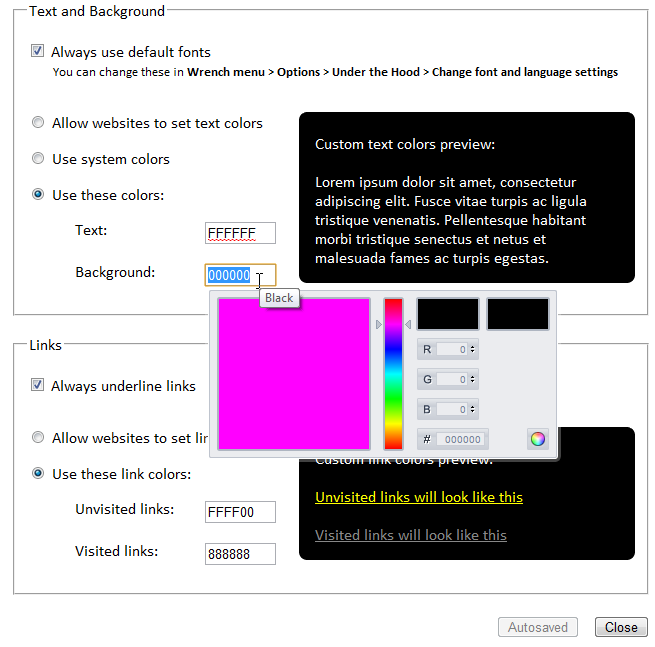 Text and Background
Always use default fonts
You can change these in Wrench menu > Options > Under the Hood > Change font and language settings
Allow websites to set text colors
Use system colors
Use these colors:
Text:
FFFFFF
Background:
000000
Black
Custom text colors preview:
Lorem ipsum dolor sit amet, consectetur
adipiscing elit. Fusce vitae turpis ac ligula
tristique venenatis. Pellentesque habitant
morbi tristique senectus et netus et
malesuada fames ac turpis egestas.
R 0
G 0
B 0
# 000000
Links
Always underline links
Allow websites to set lin
Use these link colors:
Unvisited links:
FFFF00
Visited links:
888888
Custom link colors preview:
Unvisited links will look like this
Visited links will look like this
Autosaved
Close